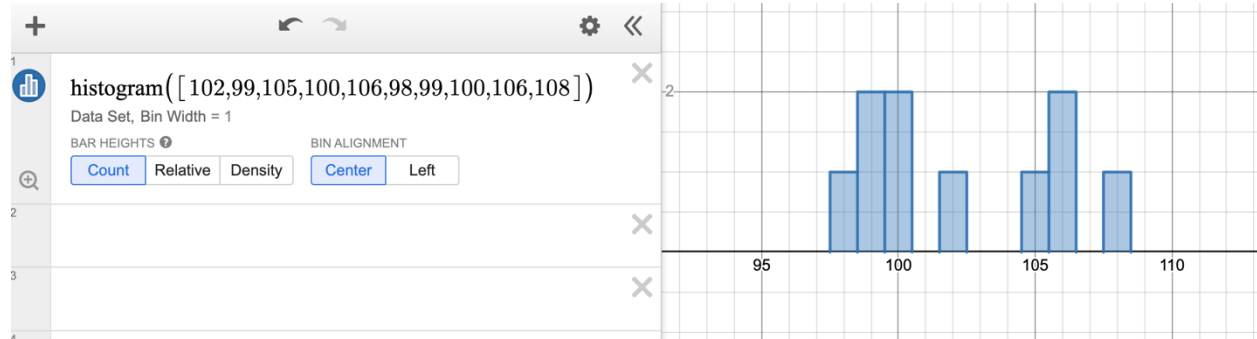 1
histogram([102,99,105,100,106,98,99,100,106,108])
Data Set, Bin Width = 1
BAR HEIGHTS ? BIN ALIGNMENT
Count Relative Density Center Left
2
3
4
2
95 100 105 110